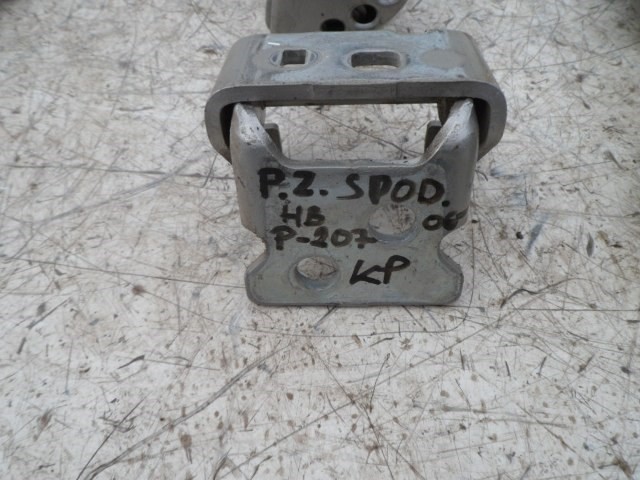 P.Z. SPOD.
HB 06
P-207
KP